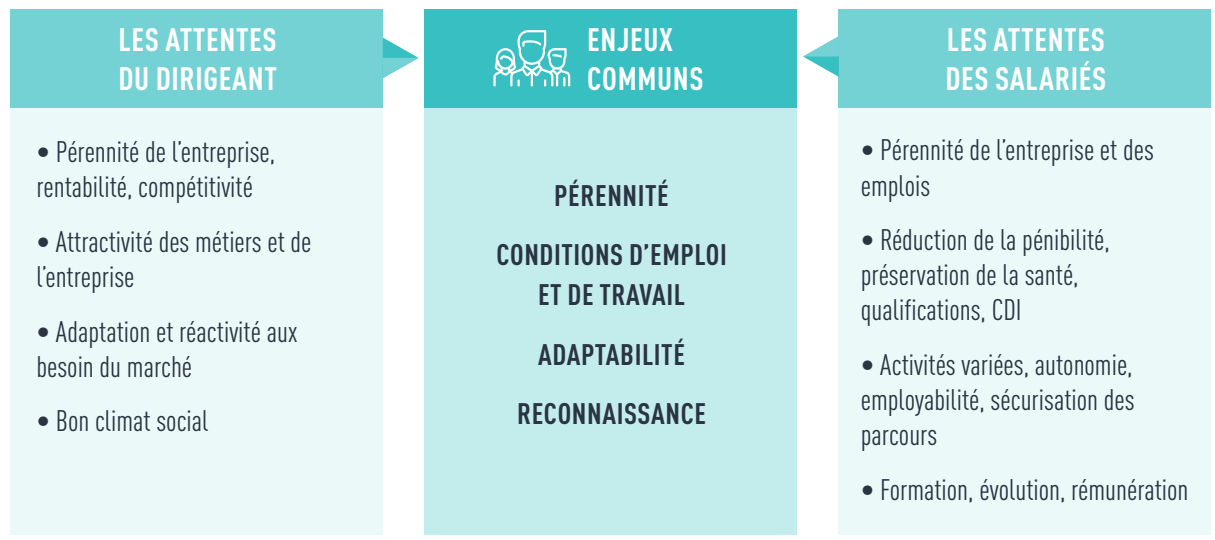 LES ATTENTES
DU DIRIGEANT
• Pérennité de l'entreprise,
rentabilité, compétitivité
• Attractivité des métiers et de
l'entreprise
• Adaptation et réactivité aux
besoin du marché
• Bon climat social
ENJEUX
COMMUNS
PÉRENNITÉ
CONDITIONS D'EMPLOI
ET DE TRAVAIL
ADAPTABILITÉ
RECONNAISSANCE
LES ATTENTES
DES SALARIÉS
• Pérennité de l'entreprise et des
emplois
• Réduction de la pénibilité,
préservation de la santé,
qualifications, CDI
• Activités variées, autonomie,
employabilité, sécurisation des
parcours
• Formation, évolution, rémunération